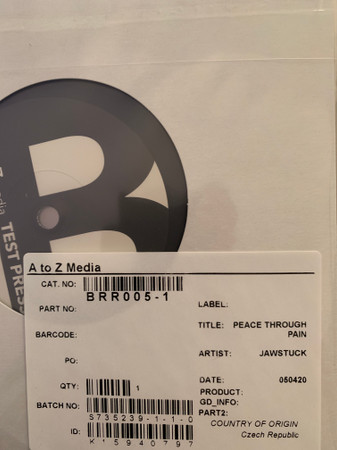 B
Z
edia
TEST PRES
A to Z Media
CAT. NO:
BRR005-1
PART NO:
BARCODE:
PO:
QTY: 1
BATCH NO:
S735239-1-1-0
ID:
K15940797
LABEL:
TITLE: PEACE THROUGH
PAIN
ARTIST: JAWSTUCK
DATE: 050420
PRODUCT:
GD_INFO:
PART2:
COUNTRY OF ORIGIN
Czech Republic